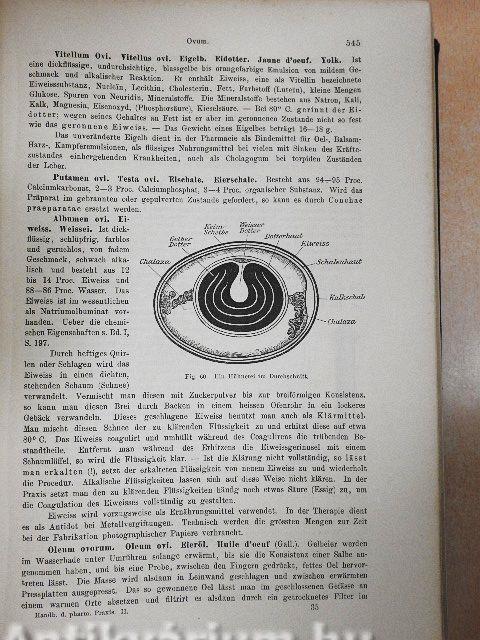 Ovum. 545
Vitellum Ovi. Vitellus ovi. Eigelb. Eidotter. Jaune d'oeuf. Yolk. Ist
eine dickflüssige, undurchsichtige, blassgelbe bis orangefarbige Emulsion von mildem Ge-
schmack und alkalischer Reaktion. Er enthält Eiweiss, eine als Vitellin bezeichnete
Eiweisssubstanz, Nuclein, Lecithin, Cholesterin, Fett, Farbstoff (Lutein), kleine Mengen
Glukose, Spuren von Neuridin, Mineralstoffe. Die Mineralstoffe bestehen aus Natron, Kali,
Kalk, Magnesia, Eisenoxyd, (Phosphorsäure), Kieselsäure. — Bei 80° C. gerinnt der Ei-
dotter; wegen seines Gehaltes an Fett ist er aber im geronnenen Zustande nicht so fest
wie das geronnene Eiweiss. — Das Gewicht eines Eigelbes beträgt 16—18 g.
Das unveränderte Eigelb dient in der Pharmacie als Bindemittel für Oel-, Balsam-,
Harz-, Kampferemulsionen, als flüssiges Nahrungsmittel bei vielen mit Sinken des Kräfte-
zustandes einhergehenden Krankheiten, auch als Cholagogum bei torpiden Zuständen
der Leber.
Putamen ovi. Testa ovi. Eischale. Eierschale. Besteht aus 94—95 Proc.
Calciumkarbonat, 2—3 Proc. Calciumphosphat, 3—4 Proc. organischer Substanz. Wird das
Präparat im gebrannten oder gepulverten Zustande gefordert, so kann es durch Conchae
praeparatae ersetzt werden.
Albumen ovi. Ei-
weiss. Weissei. Ist dick-
flüssig, schlüpfrig, farblos
und geruchlos, von fadem
Geschmack, schwach alka-
lisch und besteht aus 12
bis 14 Proc. Eiweiss und
88—86 Proc. Wasser. Das
Eiweiss ist im wesentlichen
als Natriumalbuminat vor-
handen. Ueber die chemi-
schen Eigenschaften s. Bd. I,
S. 197.
Durch heftiges Quir-
len oder Schlagen wird das
Eiweiss in einen dichten,
stehenden Schaum (Schnee)
Keim-
Scheibe
Weisser
Dotter
Gelber
Dotter
Dotterhaut
Eiweiss
Chalaza
Schalenhaut
Kalkschale
Chalaza
Fig. 60. Ein Hühnerei im Durchschnitt.
verwandelt. Vermischt man diesen mit Zuckerpulver bis zur breiförmigen Konsistenz,
so kann man diesen Brei durch Backen in einem heissen Ofenrohr in ein lockeres
Gebäck verwandeln. Dieses geschlagene Eiweiss benutzt man auch als Klärmittel.
Man mischt diesen Schnee der zu klärenden Flüssigkeit zu und erhitzt diese auf etwa
80° C. Das Eiweiss coagulirt und umhüllt während des Coagulirens die trübenden Be-
standtheile. Entfernt man während des Erhitzens die Eiweissgerinnsel mit einem
Schaumlöffel, so wird die Flüssigkeit klar. — Ist die Klärung nicht vollständig, so lässt
man erkalten (!), setzt der erkalteten Flüssigkeit von neuem Eiweiss zu und wiederholt
die Procedur. Alkalische Flüssigkeiten lassen sich auf diese Weise nicht klären. In der
Praxis setzt man den zu klärenden Flüssigkeiten häufig noch etwas Säure (Essig) zu, um
die Coagulation des Eiweisses vollständig zu gestalten.
Eiweiss wird vorzugsweise als Ernährungsmittel verwendet. In der Therapie dient
es als Antidot bei Metallvergiftungen. Technisch werden die grössten Mengen zur Zeit
bei der Fabrikation photographischer Papiere verbraucht.
Oleum ovorum. Oleum ovi. Eieröl. Huile d'oeuf (Gall.). Gelbeier werden
im Wasserbade unter Umrühren solange erwärmt, bis sie die Konsistenz einer Salbe an-
genommen haben, und bis eine Probe, zwischen den Fingern gedrückt, fettes Oel hervor-
treten lässt. Die Masse wird alsdann in Leinwand geschlagen und zwischen erwärmten
Pressplatten ausgepresst. Das so gewonnene Oel lässt man im geschlossenen Gefässe an
einem warmen Orte absetzen und filtrirt es alsdann durch ein getrocknetes Filter im
Handb. d. pharm. Praxis. II. 35